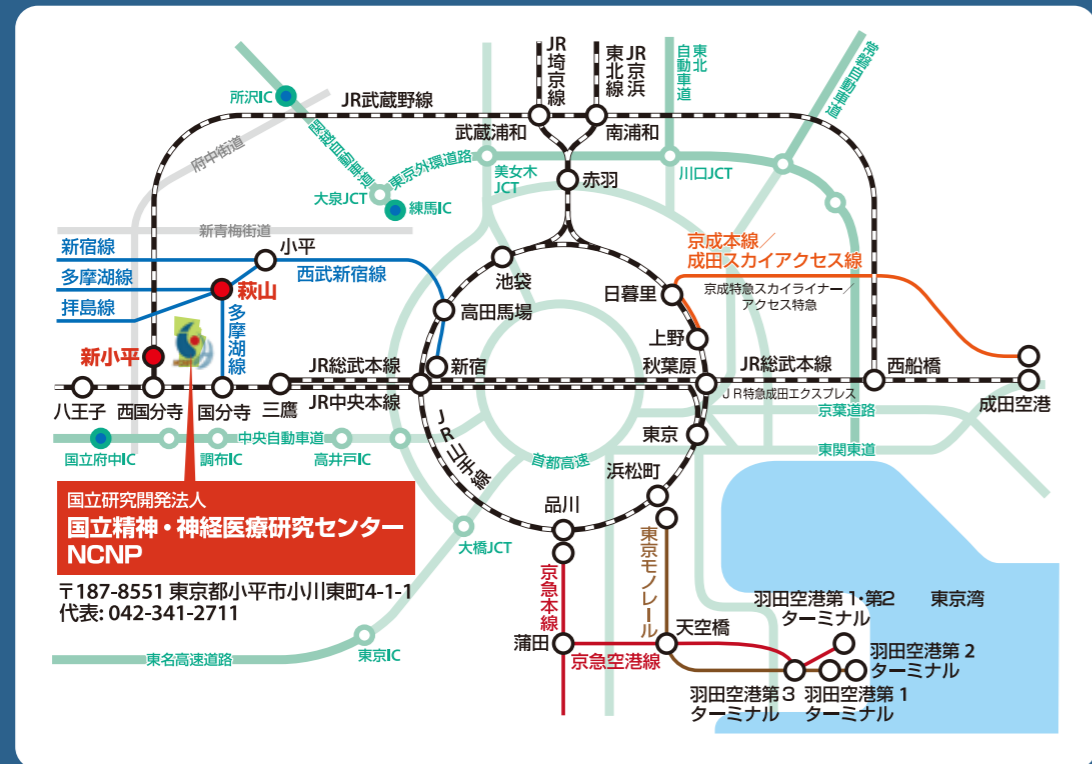 JR埼京線
JR京浜
東北線
東北
自動車道
常磐自動車道
所沢IC
関越自動車道
JR武蔵野線
武蔵浦和
南浦和
府中街道
東京外環道路
美女木
JCT
川口JCT
大泉JCT
練馬IC
赤羽
新青梅街道
新宿線
小平
西武新宿線
多摩湖線
萩山
拝島線
多摩湖線
池袋
高田馬場
日暮里
京成本線/
成田スカイアクセス線
京成特急スカイライナー/
アクセス特急
上野
新小平
JR総武本線
新宿
秋葉原
JR総武本線
西船橋
八王子
西国分寺
国分寺
三鷹
JR中央本線
JR特急成田エクスプレス
成田空港
京葉道路
JR山手線
東京
東関東道
中央自動車道
国立府中IC
調布IC
高井戸IC
首都高速
浜松町
品川
国立研究開発法人
国立精神・神経医療研究センター
NCNP
大橋JCT
〒187-8551 東京都小平市小川東町4-1-1
代表: 042-341-2711
京急本線
東京モノレール
羽田空港第1・第2
ターミナル
東京湾
蒲田
天空橋
京急空港線
羽田空港第2
ターミナル
東名高速道路
東京IC
羽田空港第3
ターミナル
羽田空港第1
ターミナル